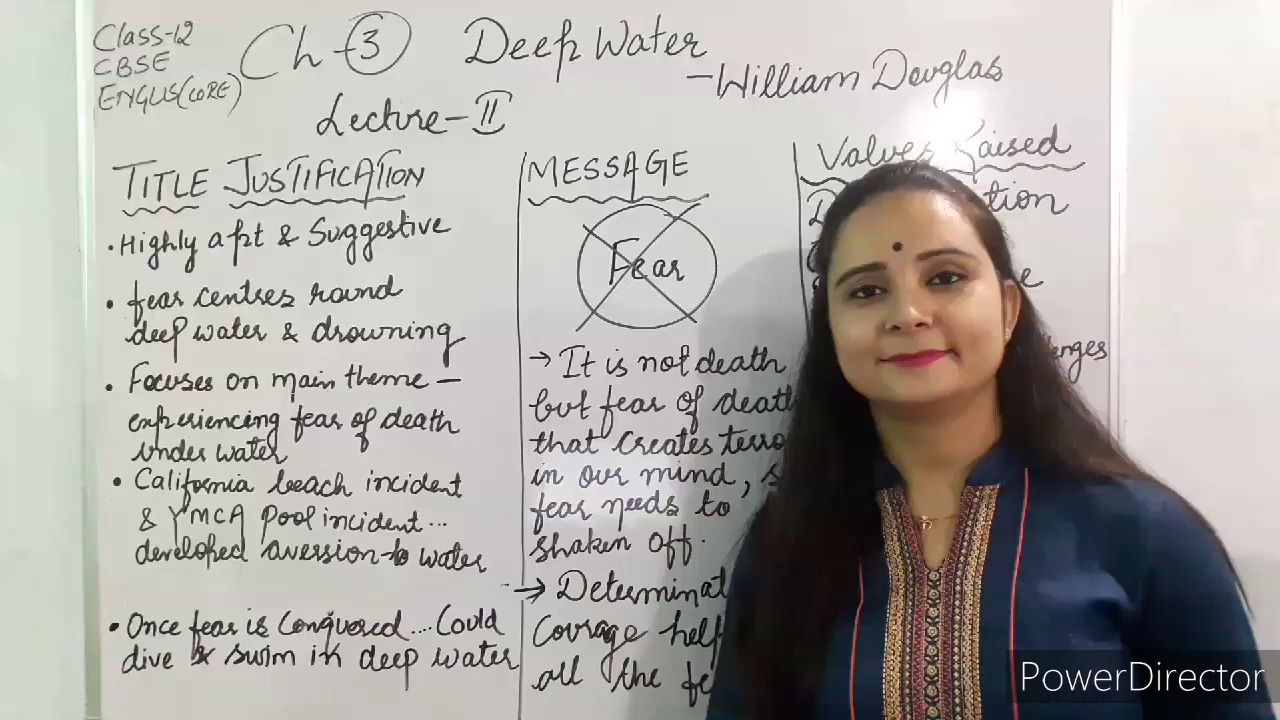 Class-12
CBSE
ENGLIS(CORE)
Ch-3 Deep Water
-William Douglas
Lecture-II
TITLE JUSTIFICATION
• Highly apt & Suggestive
• fear centres round
deep water & drowning
• Focuses on main theme –
experiencing fear of death
under water
• California beach incident
& YMCA pool incident...
developed aversion to water
• Once fear is conquered.... Could
dive & swim in deep water
MESSAGE
Fear
→ It is not death
but fear of death
that creates terro
in our mind, s
fear needs to
shaken off.
→ Determinat
Courage help
all the fe
Values Raised
D tion
e
enges
PowerDirector